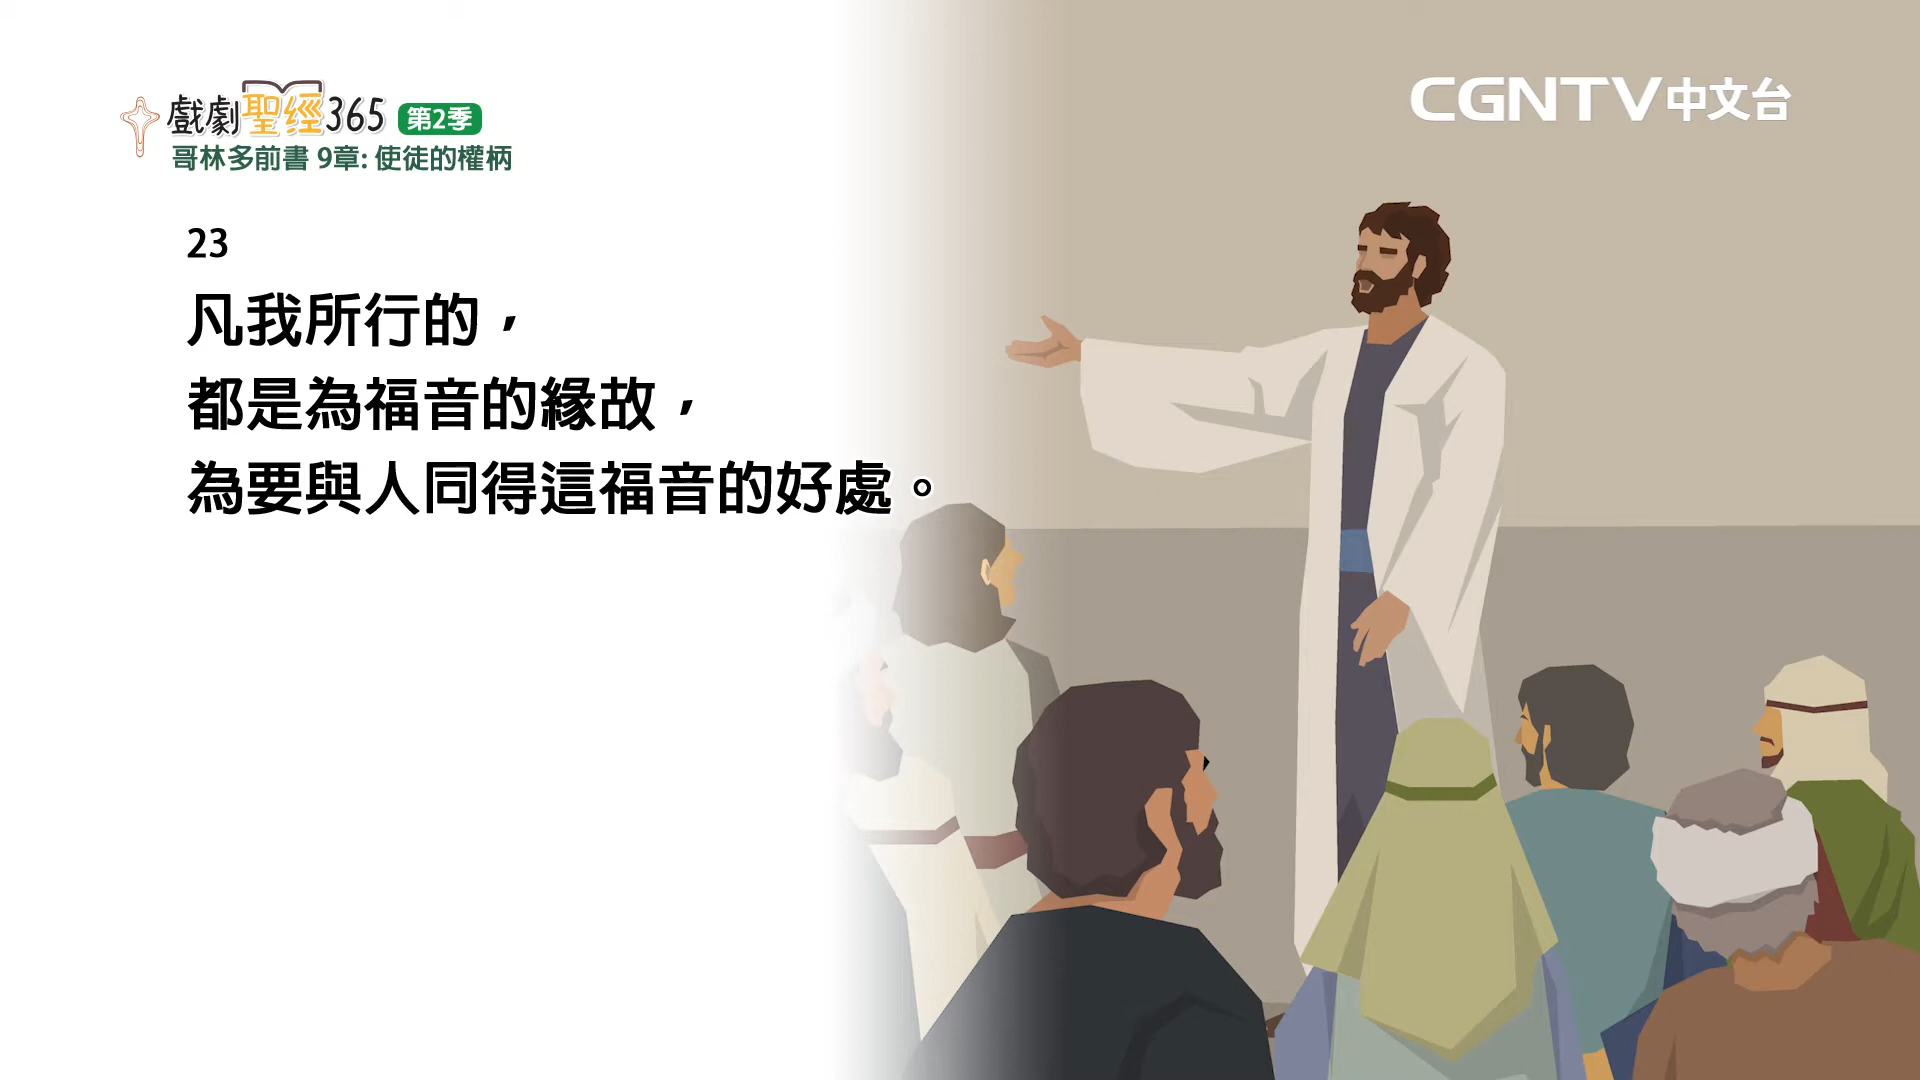 戲劇聖經365 第2季
哥林多前書 9章: 使徒的權柄
CGNTV中文台
23
凡我所行的，
都是為福音的緣故，
為要與人同得這福音的好處。